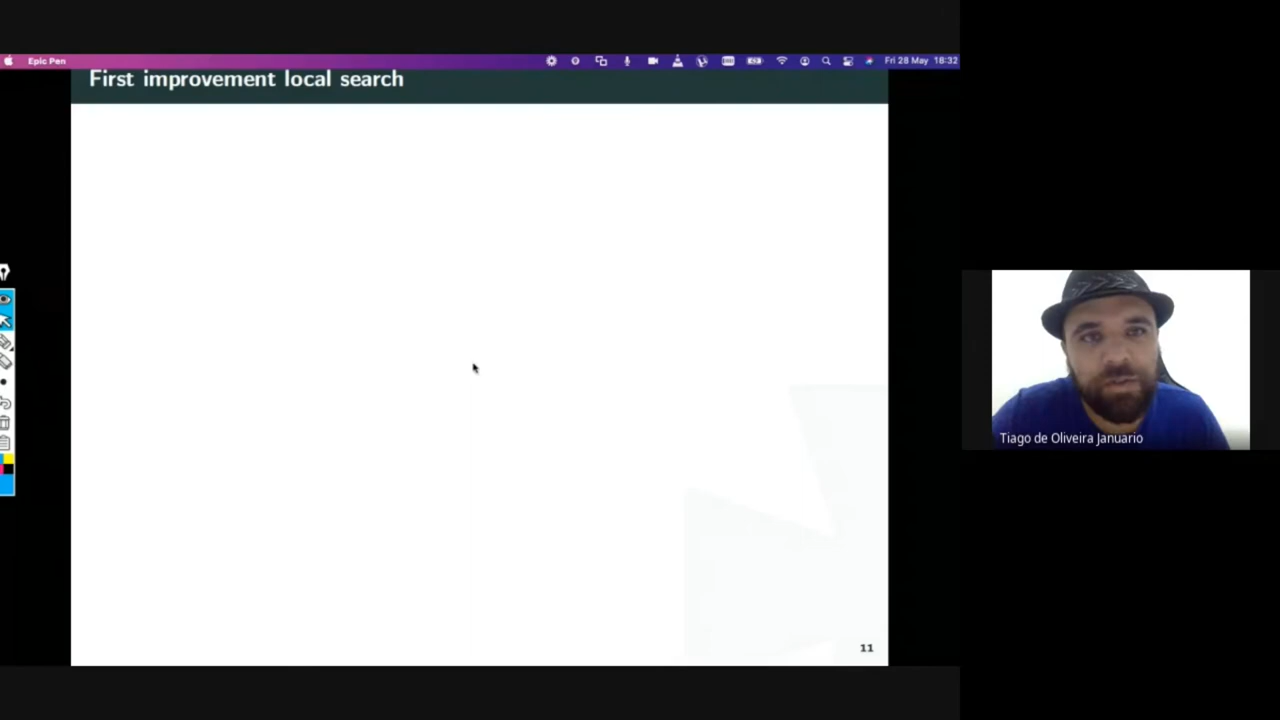 Epic Pen
Fri 28 May 18:32
First improvement local search
Tiago de Oliveira Januario
11